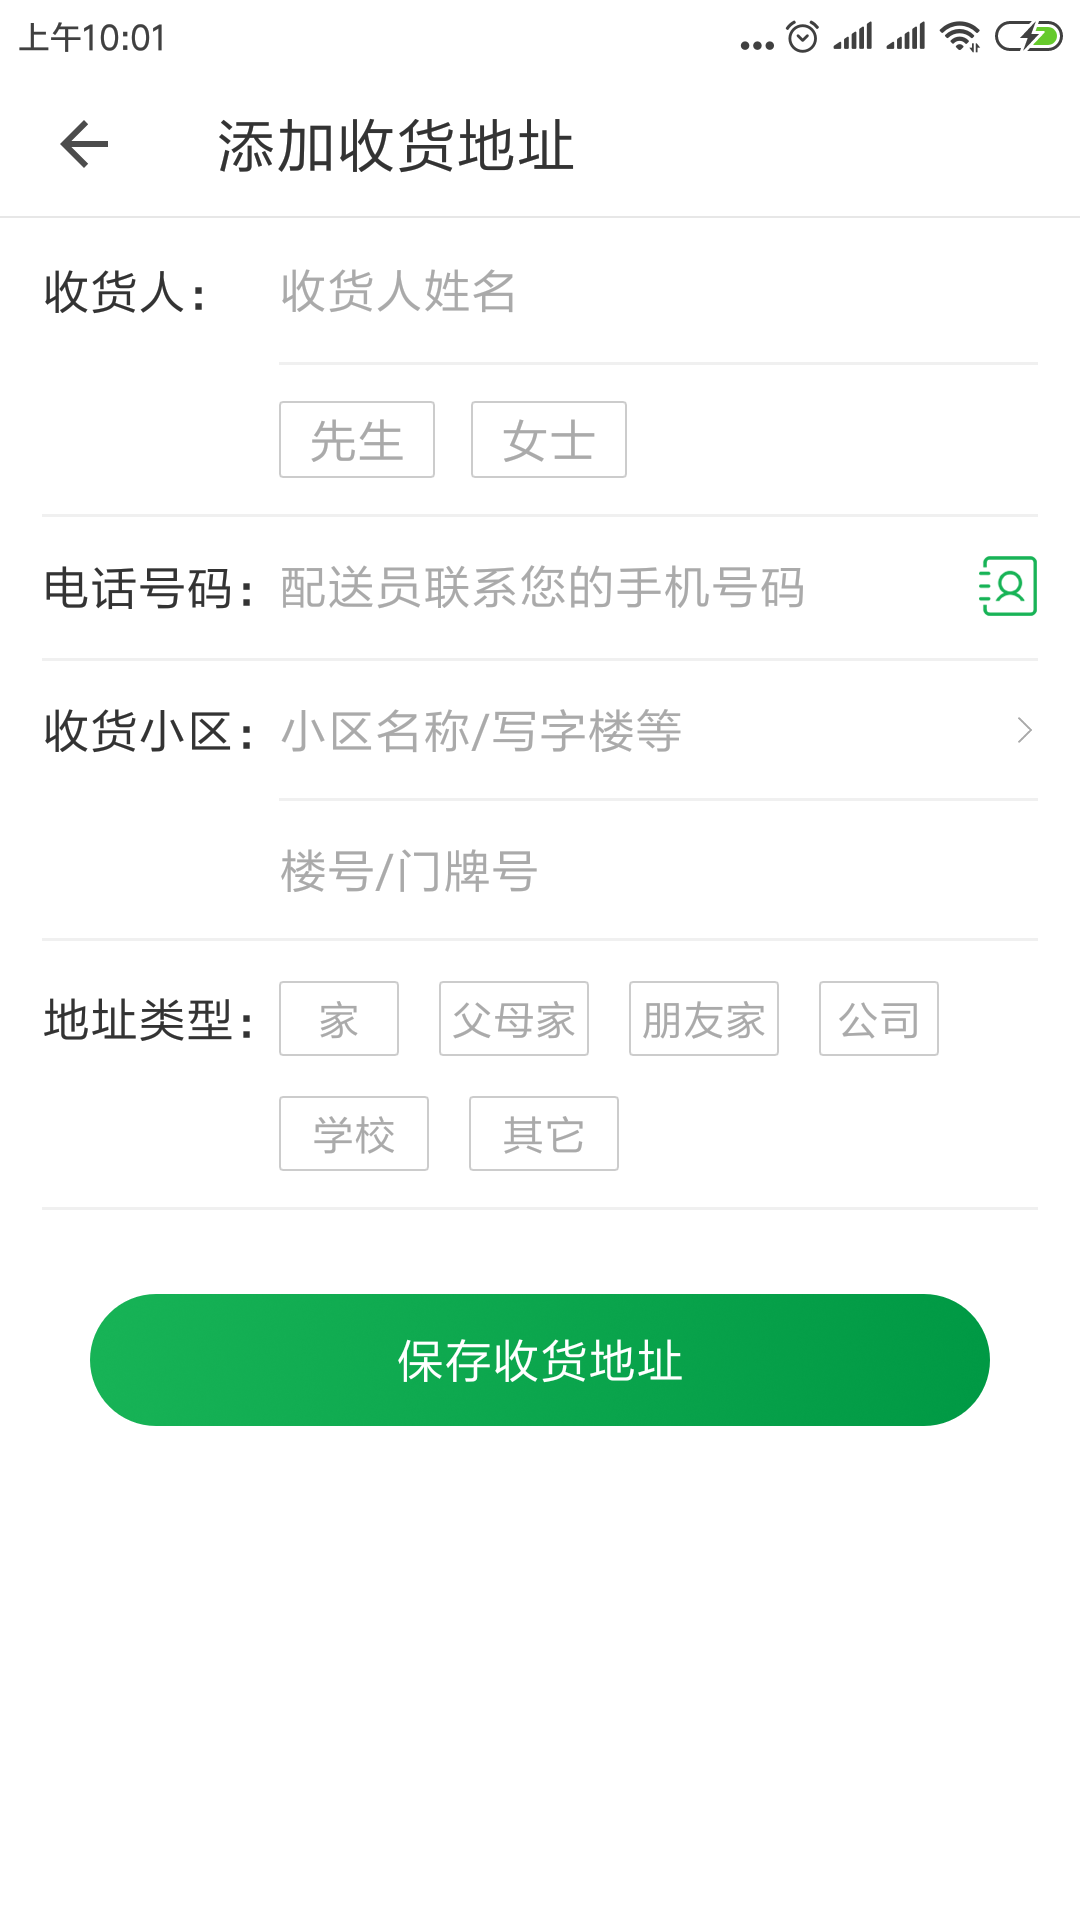 上午10:01
添加收货地址
收货人： 收货人姓名
先生 女士
电话号码： 配送员联系您的手机号码
收货小区： 小区名称/写字楼等
楼号/门牌号
地址类型： 家 父母家 朋友家 公司
学校 其它
保存收货地址